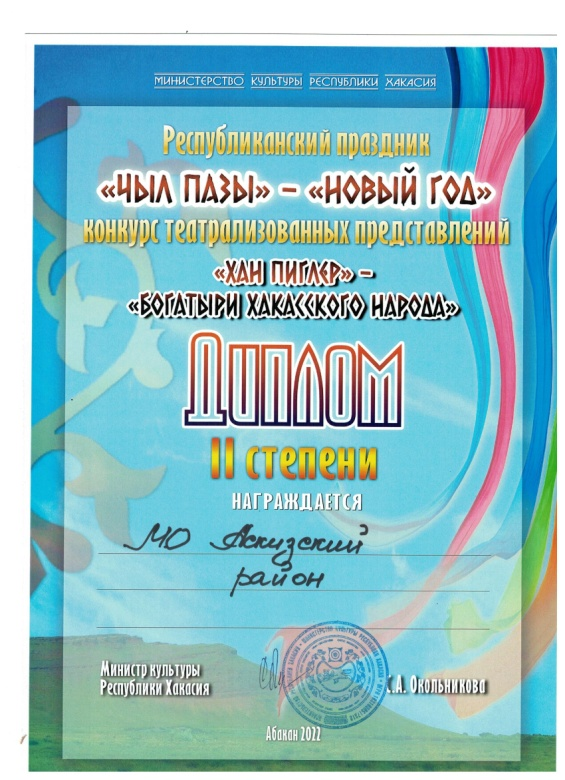 МИНИСТЕРСТВО КУЛЬТУРЫ РЕСПУБЛИКИ ХАКАСИЯ
Республиканский праздник
«ЧЫЛ ПАЗЫ» – «НОВЫЙ ГОД»
конкурс театрализованных представлений
«ХАН ПИГЛЕР» –
«БОГАТЫРИ ХАКАССКОГО НАРОДА»
ДИПЛОМ
II степени
НАГРАЖДАЕТСЯ
МО Аскизский
район
Министр культуры
Республики Хакасия
С.А. Окольникова
Абакан 2022